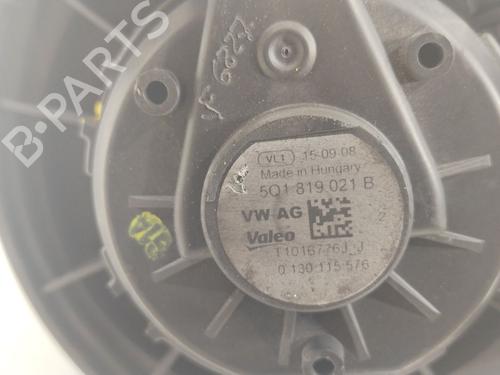 B-PARTS
VL1 15-09-08
Made in Hungary
5Q1 819 021 B
VW AG
2
Valeo
T1016776J J
0 130 115 576